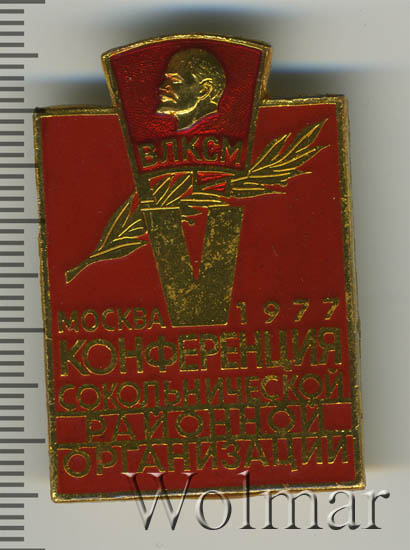 ВЛКСМ
V
МОСКВА 1977
КОНФЕРЕНЦИЯ
СОКОЛЬНИЧЕСКОЙ
РАЙОННОЙ
ОРГАНИЗАЦИИ
Wolmar